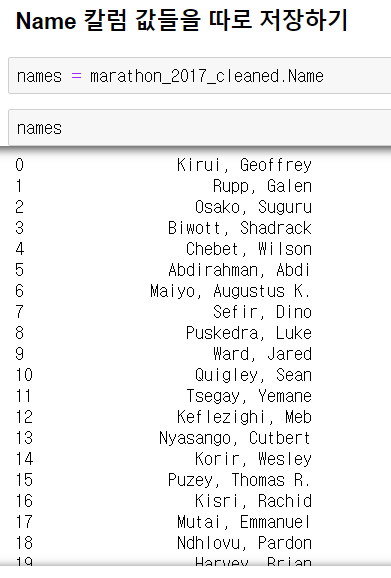 Name 칼럼 값들을 따로 저장하기
names = marathon_2017_cleaned.Name
names
0 Kirui, Geoffrey
1 Rupp, Galen
2 Osako, Suguru
3 Biwott, Shadrack
4 Chebet, Wilson
5 Abdirahman, Abdi
6 Maiyo, Augustus K.
7 Sefir, Dino
8 Puskedra, Luke
9 Ward, Jared
10 Quigley, Sean
11 Tsegay, Yemane
12 Keflezighi, Meb
13 Nyasango, Cutbert
14 Korir, Wesley
15 Puzey, Thomas R.
16 Kisri, Rachid
17 Mutai, Emmanuel
18 Ndhlovu, Pardon
19 Harvey, Brian